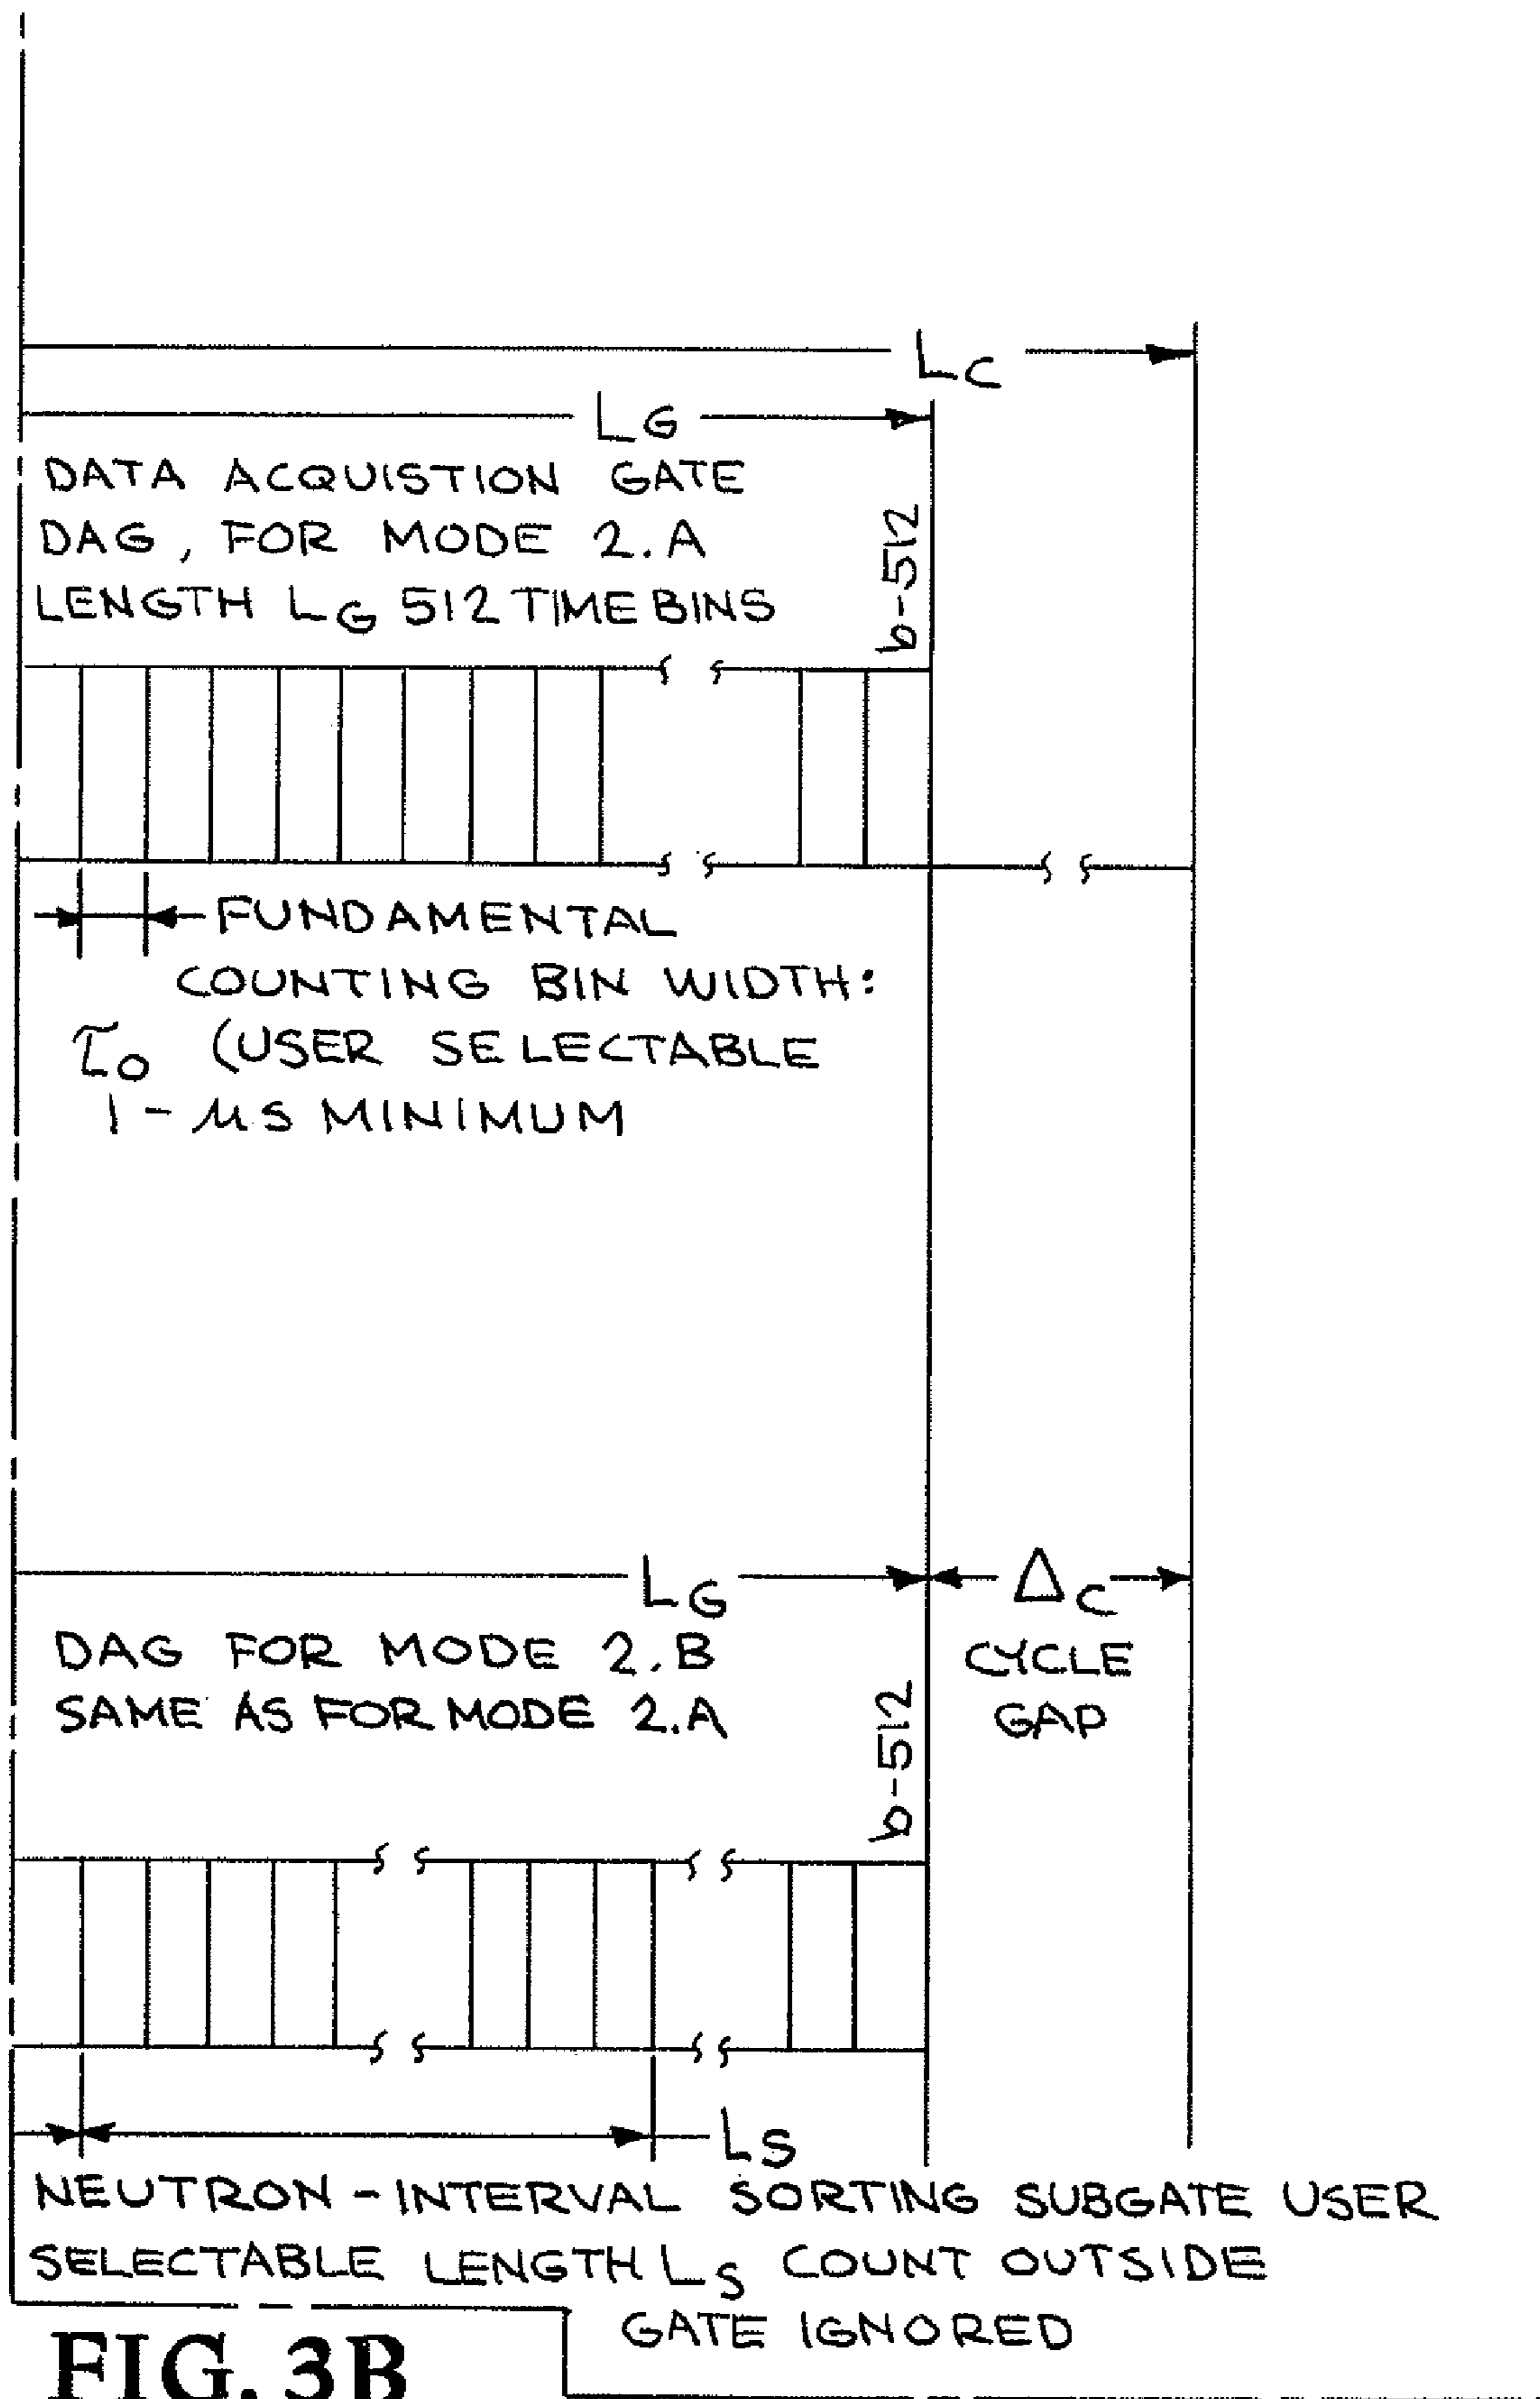 LC
LG
DATA ACQUISTION GATE
DAG, FOR MODE 2.A
LENGTH LG 512 TIME BINS
b-512
FUNDAMENTAL
COUNTING BIN WIDTH:
τ0 (USER SELECTABLE
1-μS MINIMUM
LG
ΔC
CYCLE
GAP
DAG FOR MODE 2.B
SAME AS FOR MODE 2.A
b-512
LS
NEUTRON-INTERVAL SORTING SUBGATE USER
SELECTABLE LENGTH LS COUNT OUTSIDE
GATE IGNORED
FIG. 3B